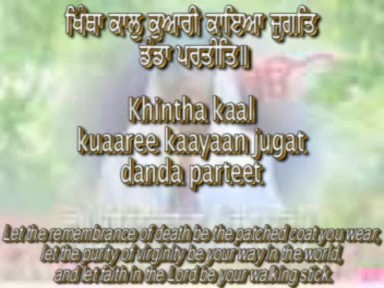 ਖਿੰਥਾ ਕਾਲੁ ਕੁਆਰੀ ਕਾਇਆ ਜੁਗਤਿ
ਡੰਡਾ ਪਰਤੀਤਿ॥
Khintha kaal
kuaaree kaayaan jugat
danda parteet
Let the remembrance of death be the patched coat you wear,
let the purity of virginity be your way in the world,
and let faith in the Lord be your walking stick.